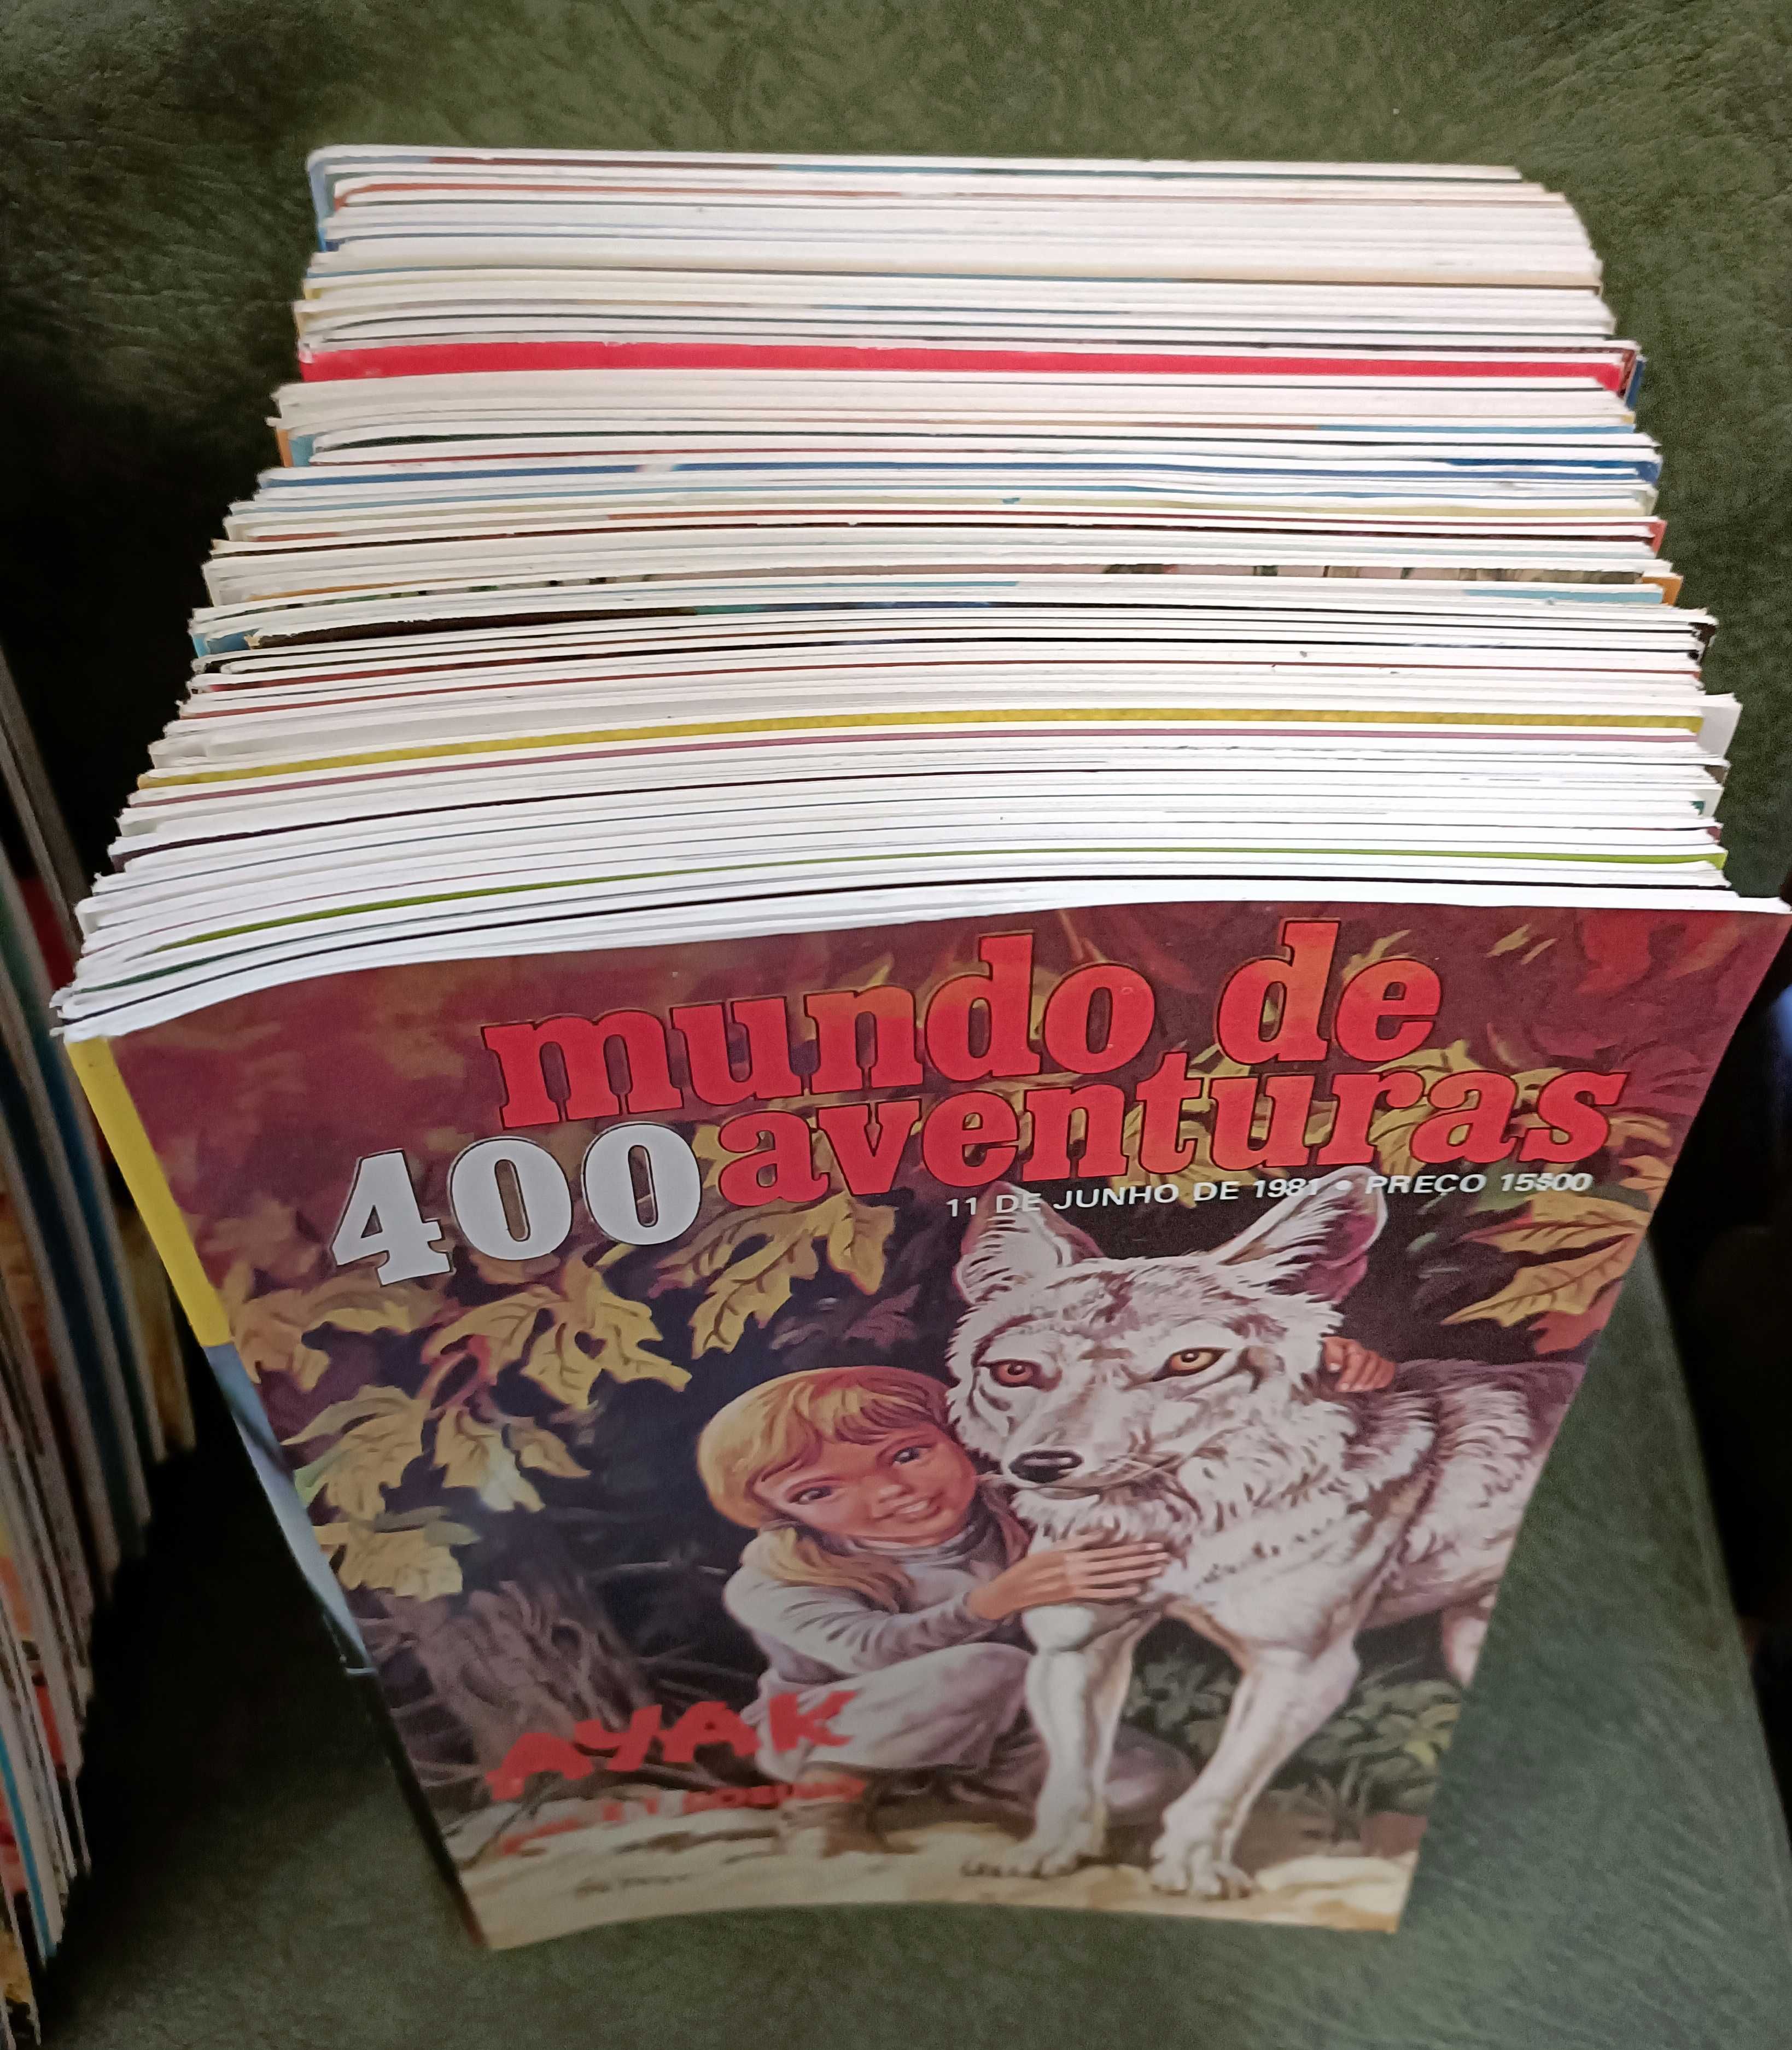 mundo de
400 aventuras
11 DE JUNHO DE 1981 • PREÇO 15$00
AYAK